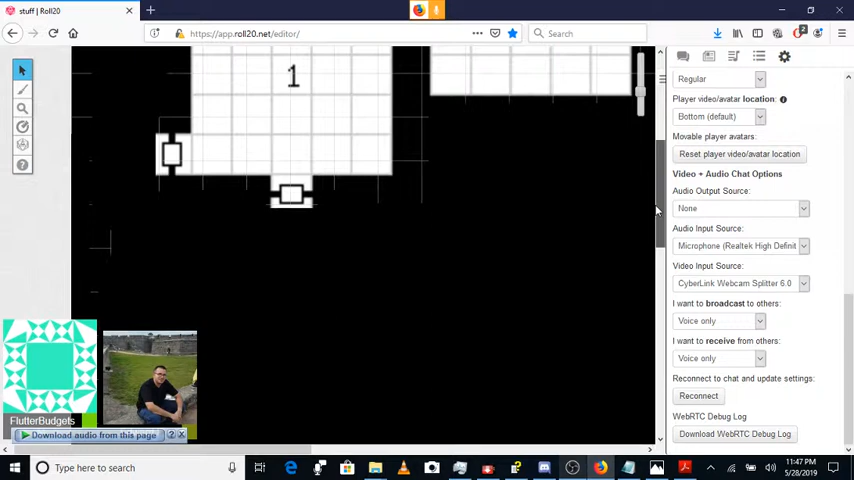 stuff | Roll20
https://app.roll20.net/editor/
Search
1
Regular
Player video/avatar location:
Bottom (default)
Movable player avatars:
Reset player video/avatar location
Video + Audio Chat Options
Audio Output Source:
None
Audio Input Source:
Microphone (Realtek High Definit
Video Input Source:
CyberLink Webcam Splitter 6.0
I want to broadcast to others:
Voice only
I want to receive from others:
Voice only
Reconnect to chat and update settings:
Reconnect
WebRTC Debug Log
Download WebRTC Debug Log
FlutterBudgets
Download audio from this page
? X
Type here to search
11:47 PM
5/28/2019
2